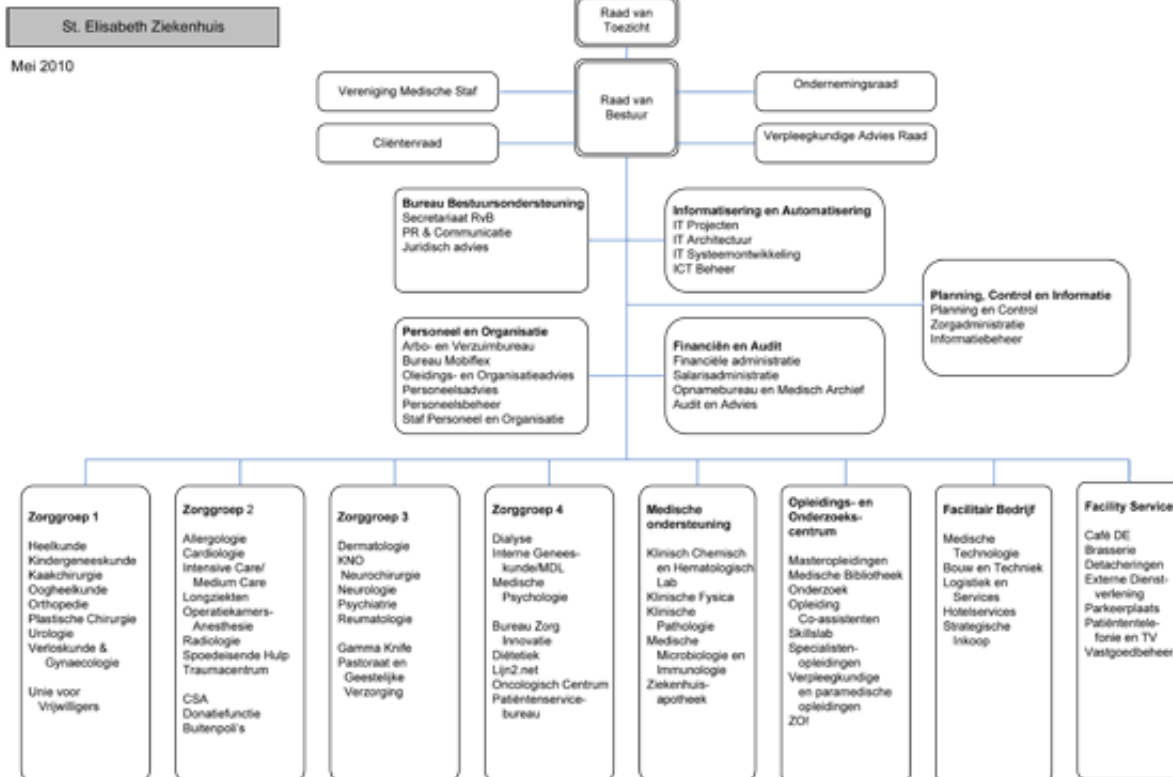 St. Elisabeth Ziekenhuis
Mei 2010
Raad van
Toezicht
Raad van
Bestuur
Vereniging Medische Staf
Ondernemingsraad
Cliëntenraad
Verpleegkundige Advies Raad
Bureau Bestuursondersteuning
Secretariaat RvB
PR & Communicatie
Juridisch advies
Informatisering en Automatisering
IT Projecten
IT Architectuur
IT Systeemontwikkeling
ICT Beheer
Planning, Control en Informatie
Planning en Control
Zorgadministratie
Informatiebeheer
Personeel en Organisatie
Arbo- en Verzuimbureau
Bureau Mobiflex
Oleidings- en Organisatieadvies
Personeelsadvies
Personeelsbeheer
Staf Personeel en Organisatie
Financiën en Audit
Financiële administratie
Salarisadministratie
Opnamebureau en Medisch Archief
Audit en Advies
Zorggroep 1
Heelkunde
Kindergeneeskunde
Kaakchirurgie
Oogheelkunde
Orthopedie
Plastische Chirurgie
Urologie
Verloskunde &
Gynaecologie
Unie voor
Vrijwilligers
Zorggroep 2
Allergologie
Cardiologie
Intensive Care/
Medium Care
Longziekten
Operatiekamers-
Anesthesie
Radiologie
Spoedeisende Hulp
Traumacentrum
CSA
Donatiefunctie
Buitenpoli's
Zorggroep 3
Dermatologie
KNO
Neurochirurgie
Neurologie
Psychiatrie
Reumatologie
Gamma Knife
Pastoraat en
Geestelijke
Verzorging
Zorggroep 4
Dialyse
Interne Genees-
kunde/MDL
Medische
Psychologie
Bureau Zorg
Innovatie
Diëtetiek
Lijn2.net
Oncologisch Centrum
Patiëntenservice-
bureau
Medische
ondersteuning
Klinisch Chemisch
en Hematologisch
Lab
Klinische Fysica
Klinische
Pathologie
Medische
Microbiologie en
Immunologie
Ziekenhuis-
apotheek
Opleidings- en
Onderzoeks-
centrum
Masteropleidingen
Medische Bibliotheek
Onderzoek
Opleiding
Co-assistenten
Skillslab
Specialisten-
opleidingen
Verpleegkundige
en paramedische
opleidingen
ZO!
Facilitair Bedrijf
Medische
Technologie
Bouw en Techniek
Logistiek en
Services
Hotelservices
Strategische
Inkoop
Facility Service
Café DE
Brasserie
Detacheringen
Externe Dienst-
verlening
Parkeerplaats
Patiëntentele-
fonie en TV
Vastgoedbeheer